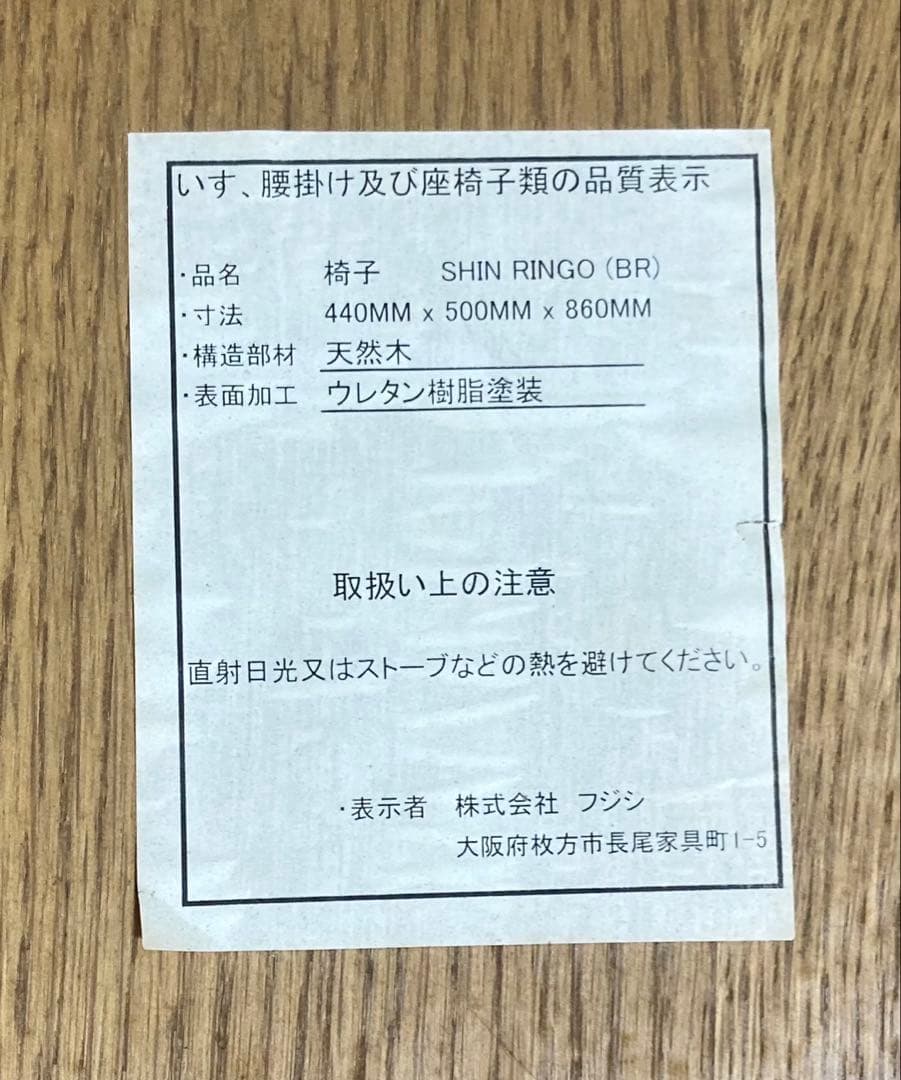 いす、腰掛け及び座椅子類の品質表示
・品名 椅子 SHIN RINGO (BR)
・寸法 440MM x 500MM x 860MM
・構造部材 天然木
・表面加工 ウレタン樹脂塗装
取扱い上の注意
直射日光又はストーブなどの熱を避けてください。
・表示者 株式会社 フジシ
大阪府枚方市長尾家具町1-5